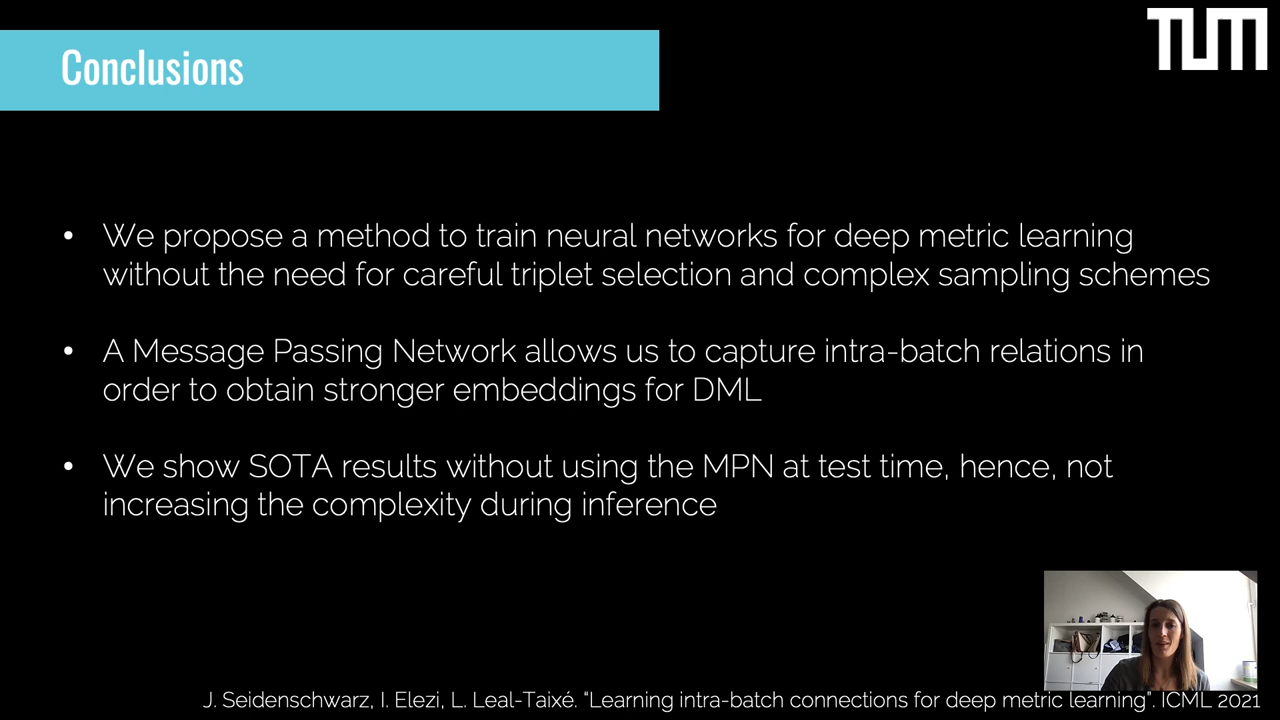 TUM
Conclusions
• We propose a method to train neural networks for deep metric learning
without the need for careful triplet selection and complex sampling schemes
• A Message Passing Network allows us to capture intra-batch relations in
order to obtain stronger embeddings for DML
• We show SOTA results without using the MPN at test time, hence, not
increasing the complexity during inference
J. Seidenschwarz, I. Elezi, L. Leal-Taixé. “Learning intra-batch connections for deep metric learning”. ICML 2021